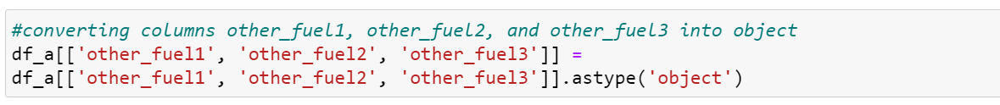 #converting columns other_fuel1, other_fuel2, and other_fuel3 into object
df_a[['other_fuel1', 'other_fuel2', 'other_fuel3']] =
df_a[['other_fuel1', 'other_fuel2', 'other_fuel3']].astype('object')